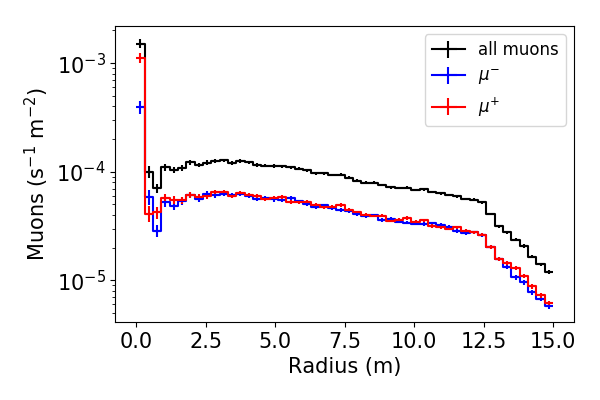 all muons
μ⁻
μ⁺
Muons (s⁻¹ m⁻²)
10⁻³
10⁻⁴
10⁻⁵
0.0 2.5 5.0 7.5 10.0 12.5 15.0
Radius (m)